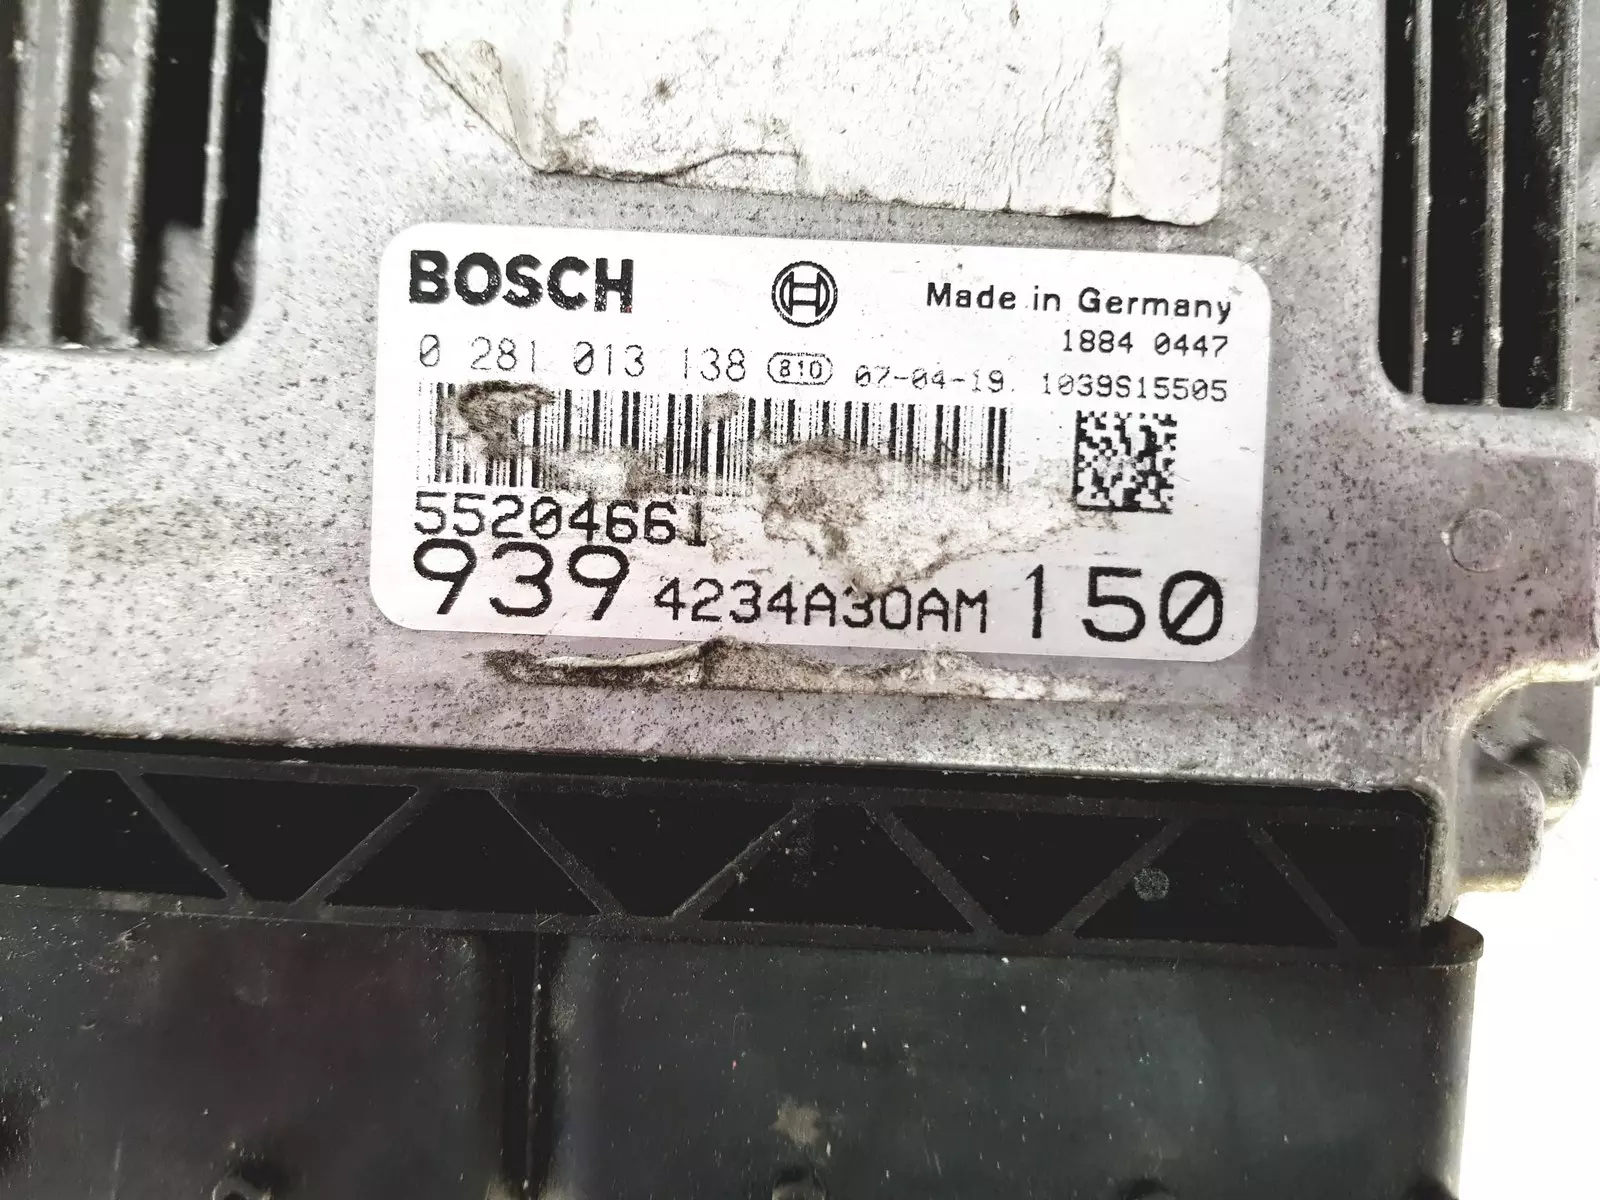 BOSCH
Made in Germany
1884 0447
0 281 013 138 810 07-04-19 1039S15505
55204661
939 4234A30AM 150